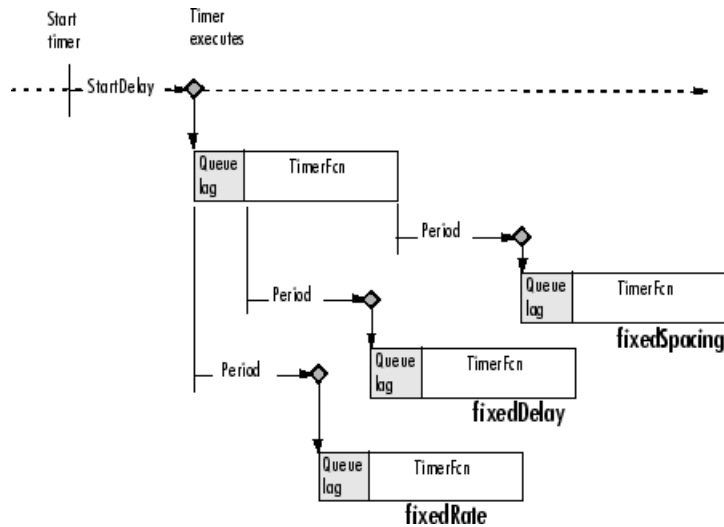 Start
timer
Timer
executes
StartDelay
Queue
lag
TimerFcn
Period
Queue
lag
TimerFcn
fixedSpacing
Period
Queue
lag
TimerFcn
fixedDelay
Period
Queue
lag
TimerFcn
fixedRate